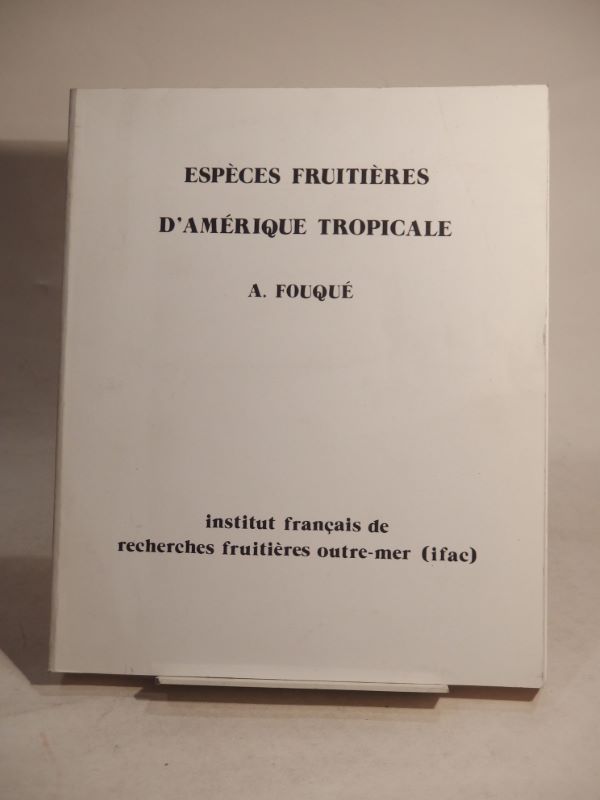 ESPÈCES FRUITIÈRES
D'AMÉRIQUE TROPICALE
A. FOUQUÉ
institut français de
recherches fruitières outre-mer (ifac)